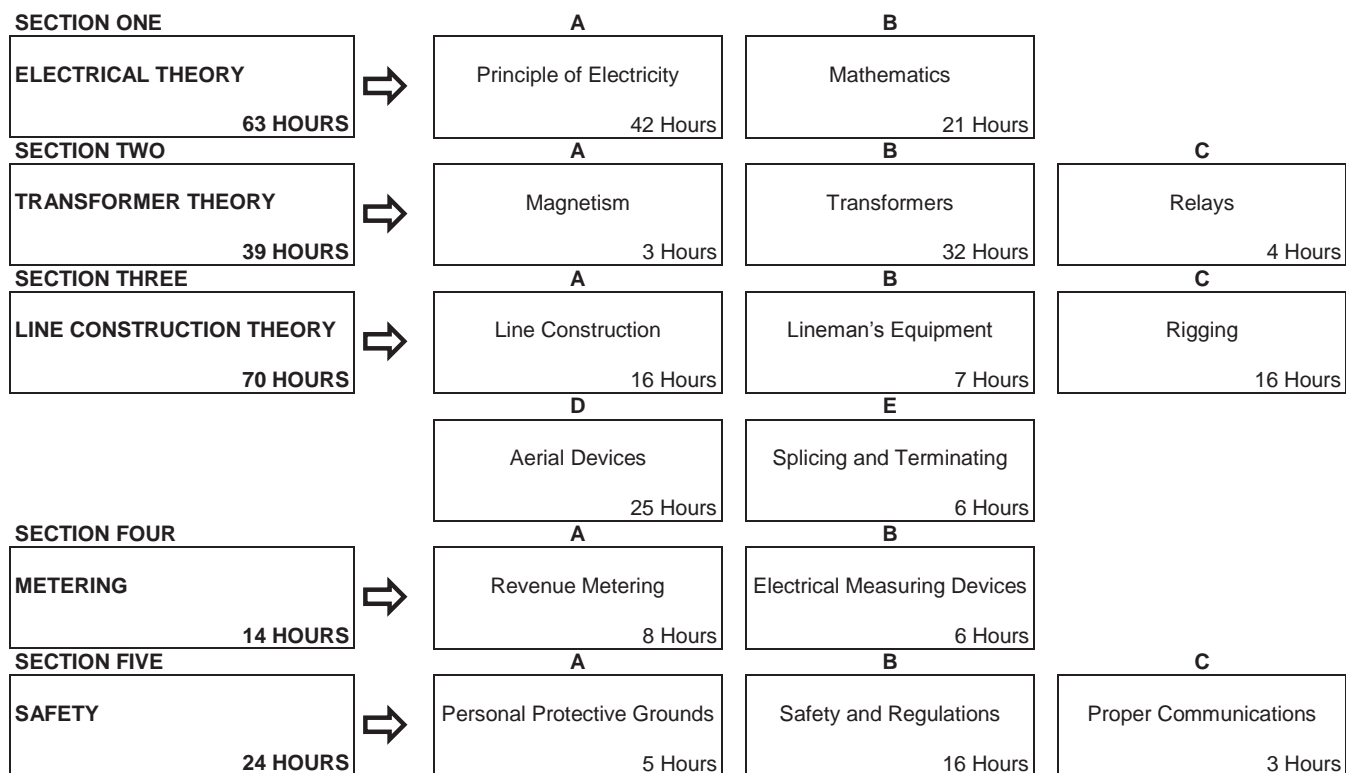 SECTION ONE
A
B
ELECTRICAL THEORY
63 HOURS
Principle of Electricity
42 Hours
Mathematics
21 Hours
SECTION TWO
A
B
C
TRANSFORMER THEORY
39 HOURS
Magnetism
3 Hours
Transformers
32 Hours
Relays
4 Hours
SECTION THREE
A
B
C
LINE CONSTRUCTION THEORY
70 HOURS
Line Construction
16 Hours
Lineman’s Equipment
7 Hours
Rigging
16 Hours
D
E
Aerial Devices
25 Hours
Splicing and Terminating
6 Hours
SECTION FOUR
A
B
METERING
14 HOURS
Revenue Metering
8 Hours
Electrical Measuring Devices
6 Hours
SECTION FIVE
A
B
C
SAFETY
24 HOURS
Personal Protective Grounds
5 Hours
Safety and Regulations
16 Hours
Proper Communications
3 Hours